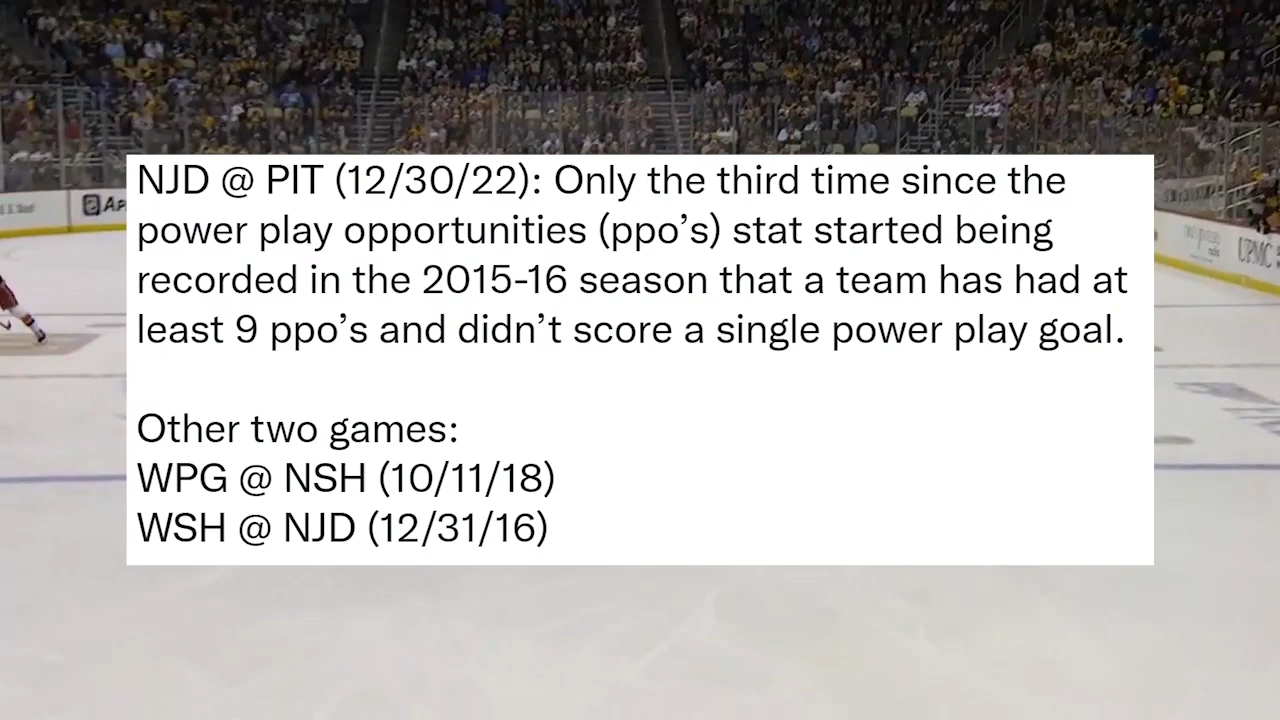 NJD @ PIT (12/30/22): Only the third time since the
power play opportunities (ppo’s) stat started being
recorded in the 2015-16 season that a team has had at
least 9 ppo’s and didn’t score a single power play goal.
Other two games:
WPG @ NSH (10/11/18)
WSH @ NJD (12/31/16)
UPMC